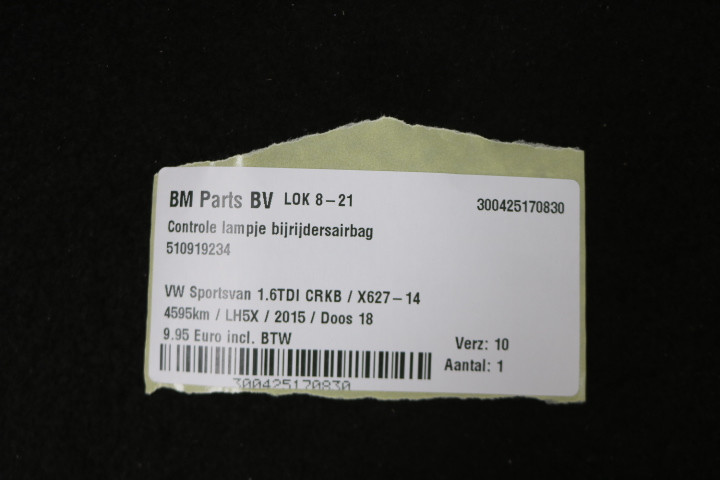 BM Parts BV LOK 8-21 300425170830
Controle lampje bijrijdersairbag
510919234
VW Sportsvan 1.6TDI CRKB / X627-14
4595km / LH5X / 2015 / Doos 18
9.95 Euro incl. BTW Verz: 10
Aantal: 1
300425170830